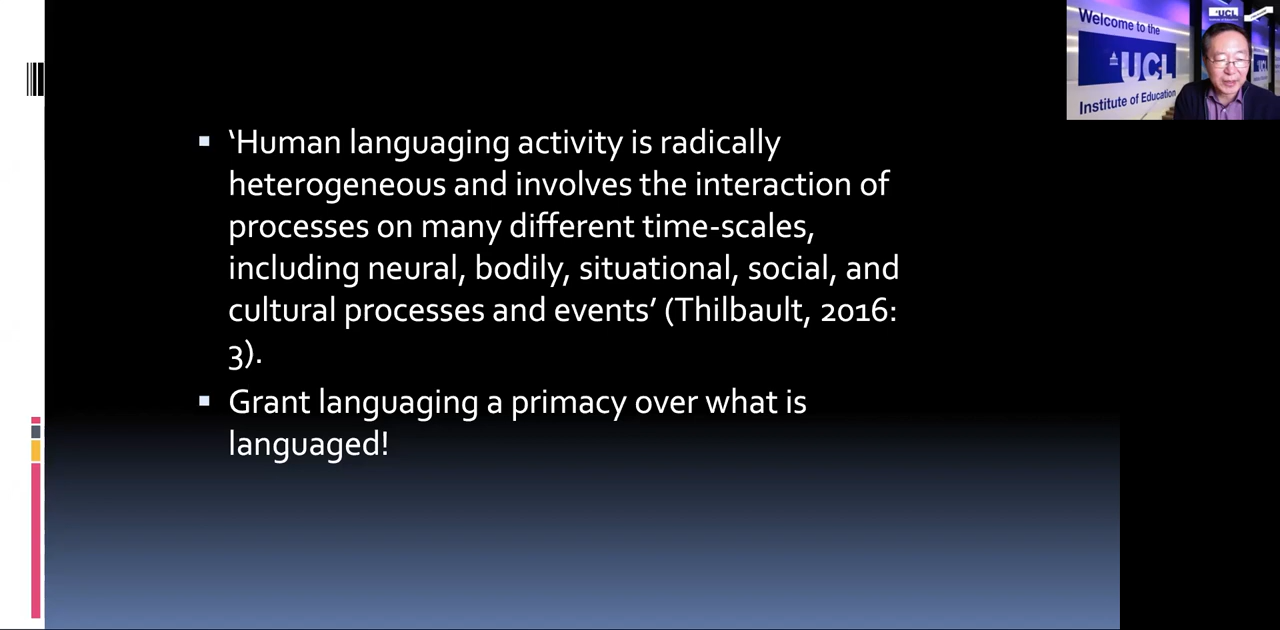 ‘Human languaging activity is radically
heterogeneous and involves the interaction of
processes on many different time-scales,
including neural, bodily, situational, social, and
cultural processes and events’ (Thilbault, 2016:
3).
Grant languaging a primacy over what is
languaged!
Welcome to the
UCL
Institute of Education
UCL
UCL